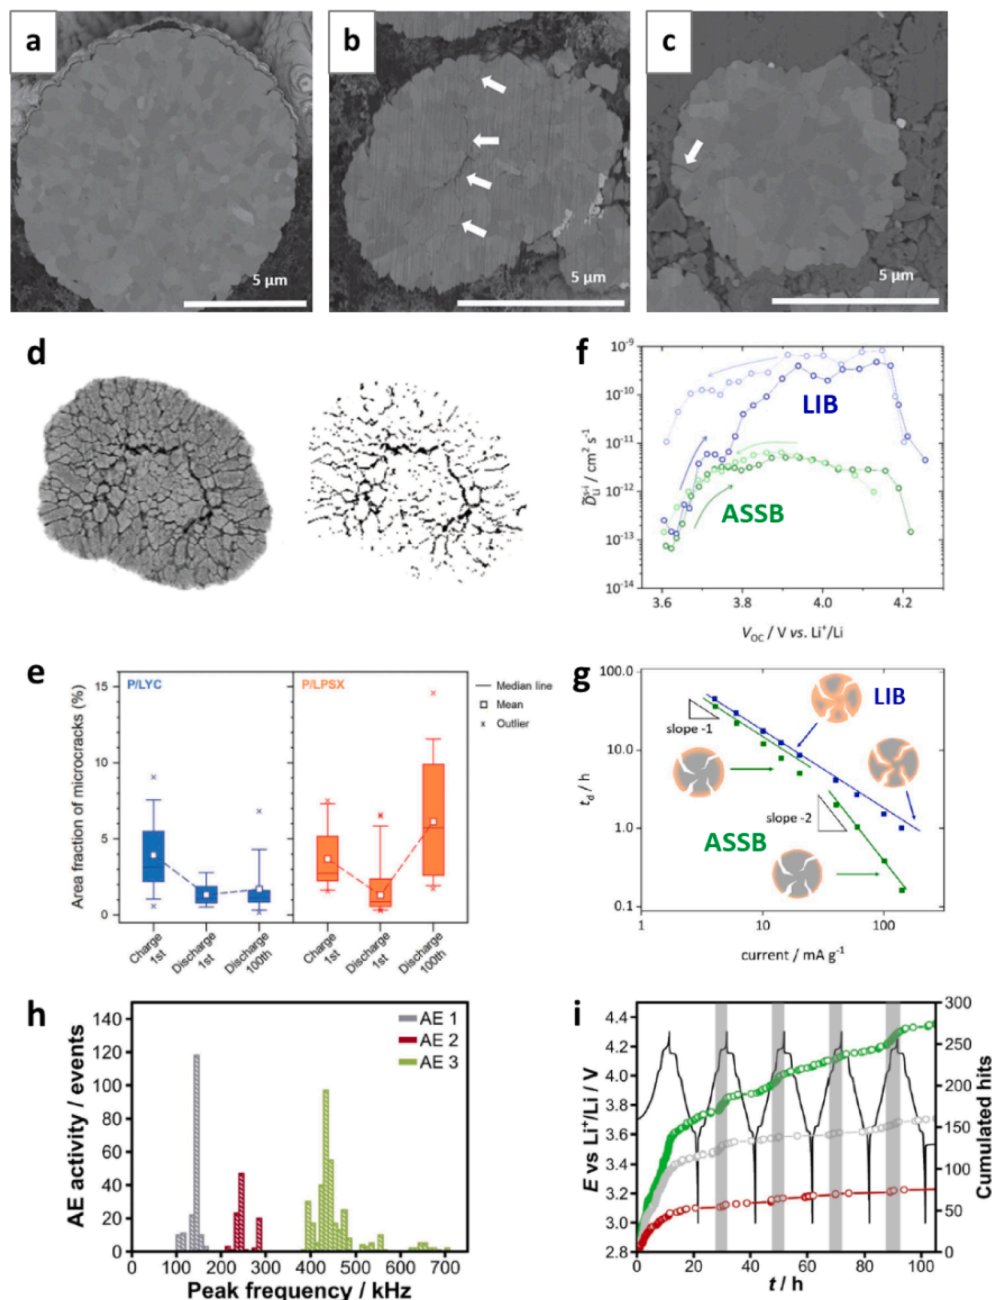 a
b
c
5 µm
5 µm
5 µm
d
f
10⁻⁹
10⁻¹⁰
10⁻¹¹
10⁻¹²
10⁻¹³
10⁻¹⁴
LIB
ASSB
3.6 3.8 4.0 4.2
V_OC / V vs. Li⁺/Li
e
Area fraction of microcracks (%)
15
10
5
0
P/LYC
P/LPSX
Median line
Mean
Outlier
Charge 1st
Discharge 1st
Discharge 100th
Charge 1st
Discharge 1st
Discharge 100th
g
t_d / h
100.0
10.0
1.0
0.1
slope -1
LIB
slope -2
ASSB
1 10 100
current / mA g⁻¹
h
AE activity / events
140
120
100
80
60
40
20
0
AE 1
AE 2
AE 3
0 100 200 300 400 500 600 700
Peak frequency / kHz
i
E vs Li⁺/Li / V
4.4
4.2
4.0
3.8
3.6
3.4
3.2
3.0
2.8
300
250
200
150
100
50
0
Cumulated hits
0 20 40 60 80 100
t / h